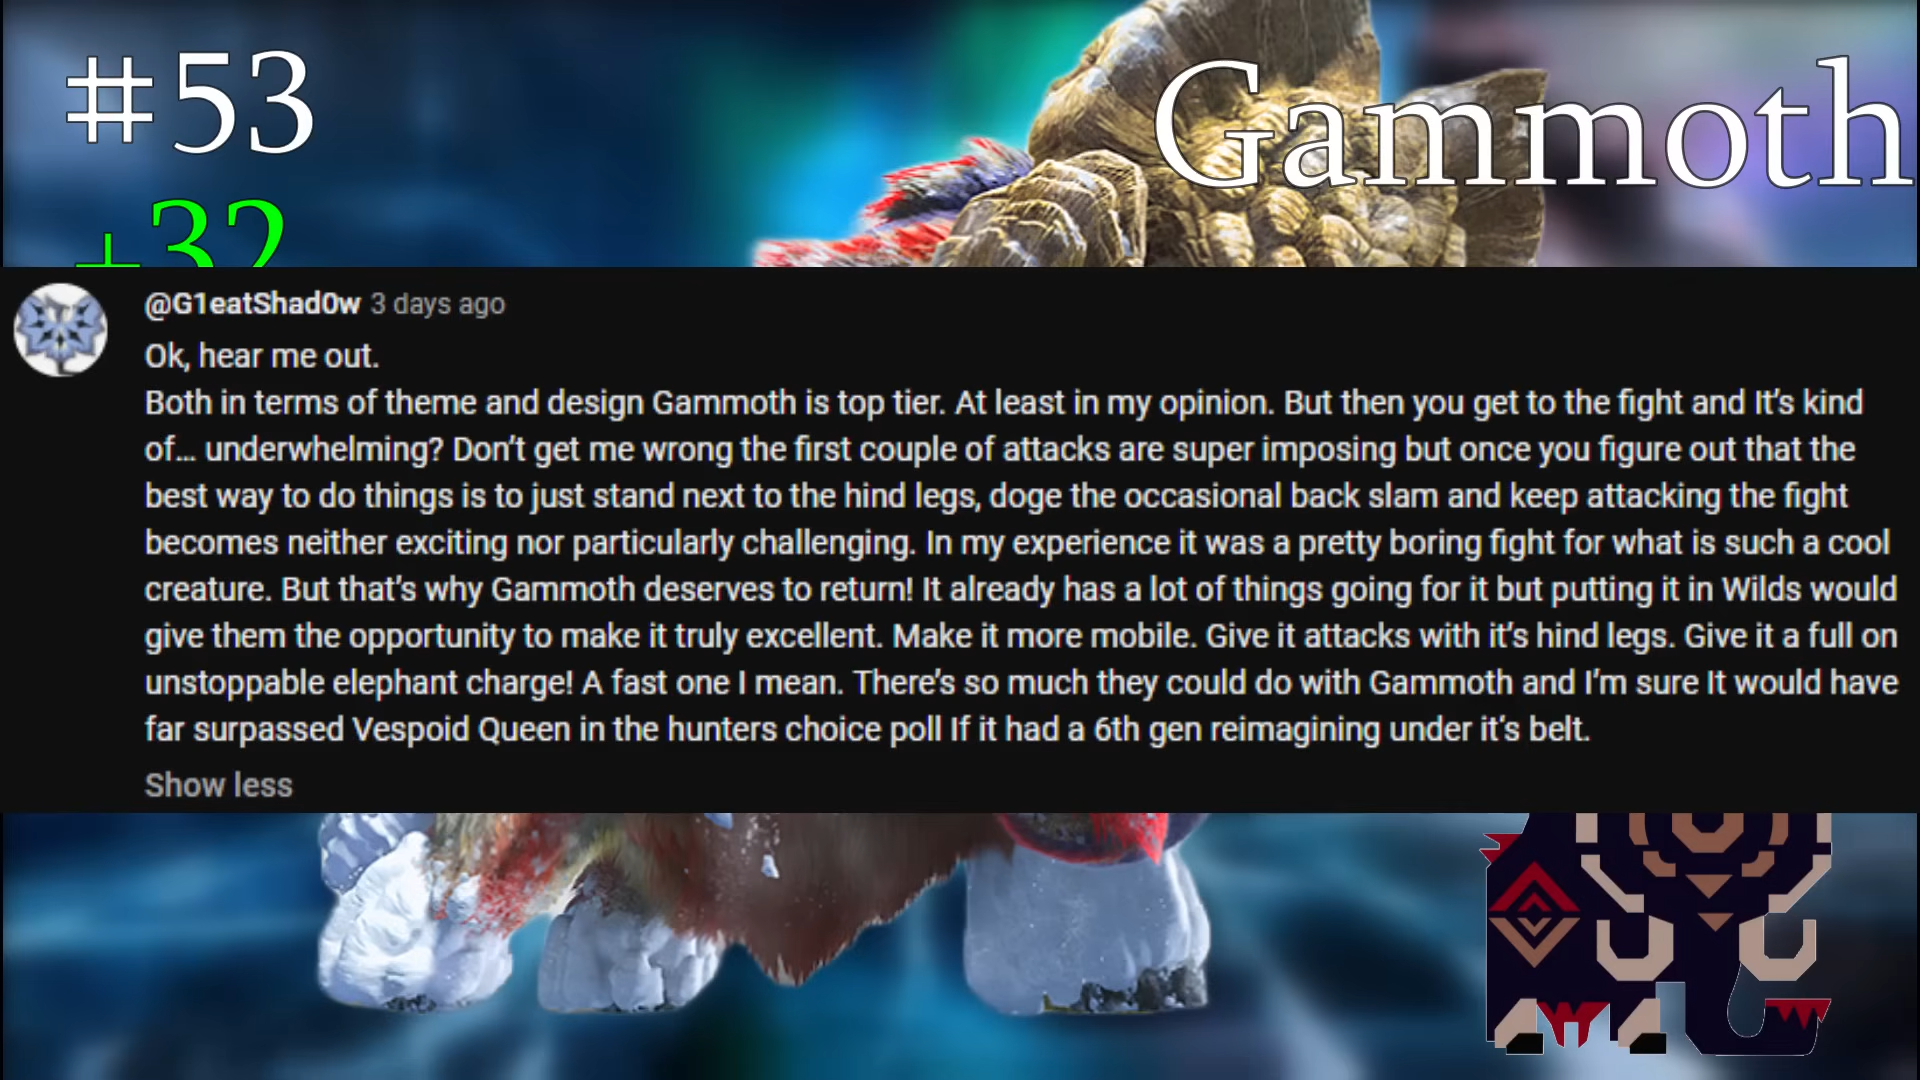 #53
Gammoth
+32
@G1eatShad0w 3 days ago
Ok, hear me out.
Both in terms of theme and design Gammoth is top tier. At least in my opinion. But then you get to the fight and It’s kind
of... underwhelming? Don’t get me wrong the first couple of attacks are super imposing but once you figure out that the
best way to do things is to just stand next to the hind legs, doge the occasional back slam and keep attacking the fight
becomes neither exciting nor particularly challenging. In my experience it was a pretty boring fight for what is such a cool
creature. But that’s why Gammoth deserves to return! It already has a lot of things going for it but putting it in Wilds would
give them the opportunity to make it truly excellent. Make it more mobile. Give it attacks with it’s hind legs. Give it a full on
unstoppable elephant charge! A fast one I mean. There’s so much they could do with Gammoth and I’m sure It would have
far surpassed Vespoid Queen in the hunters choice poll If it had a 6th gen reimagining under it‘s belt.
Show less